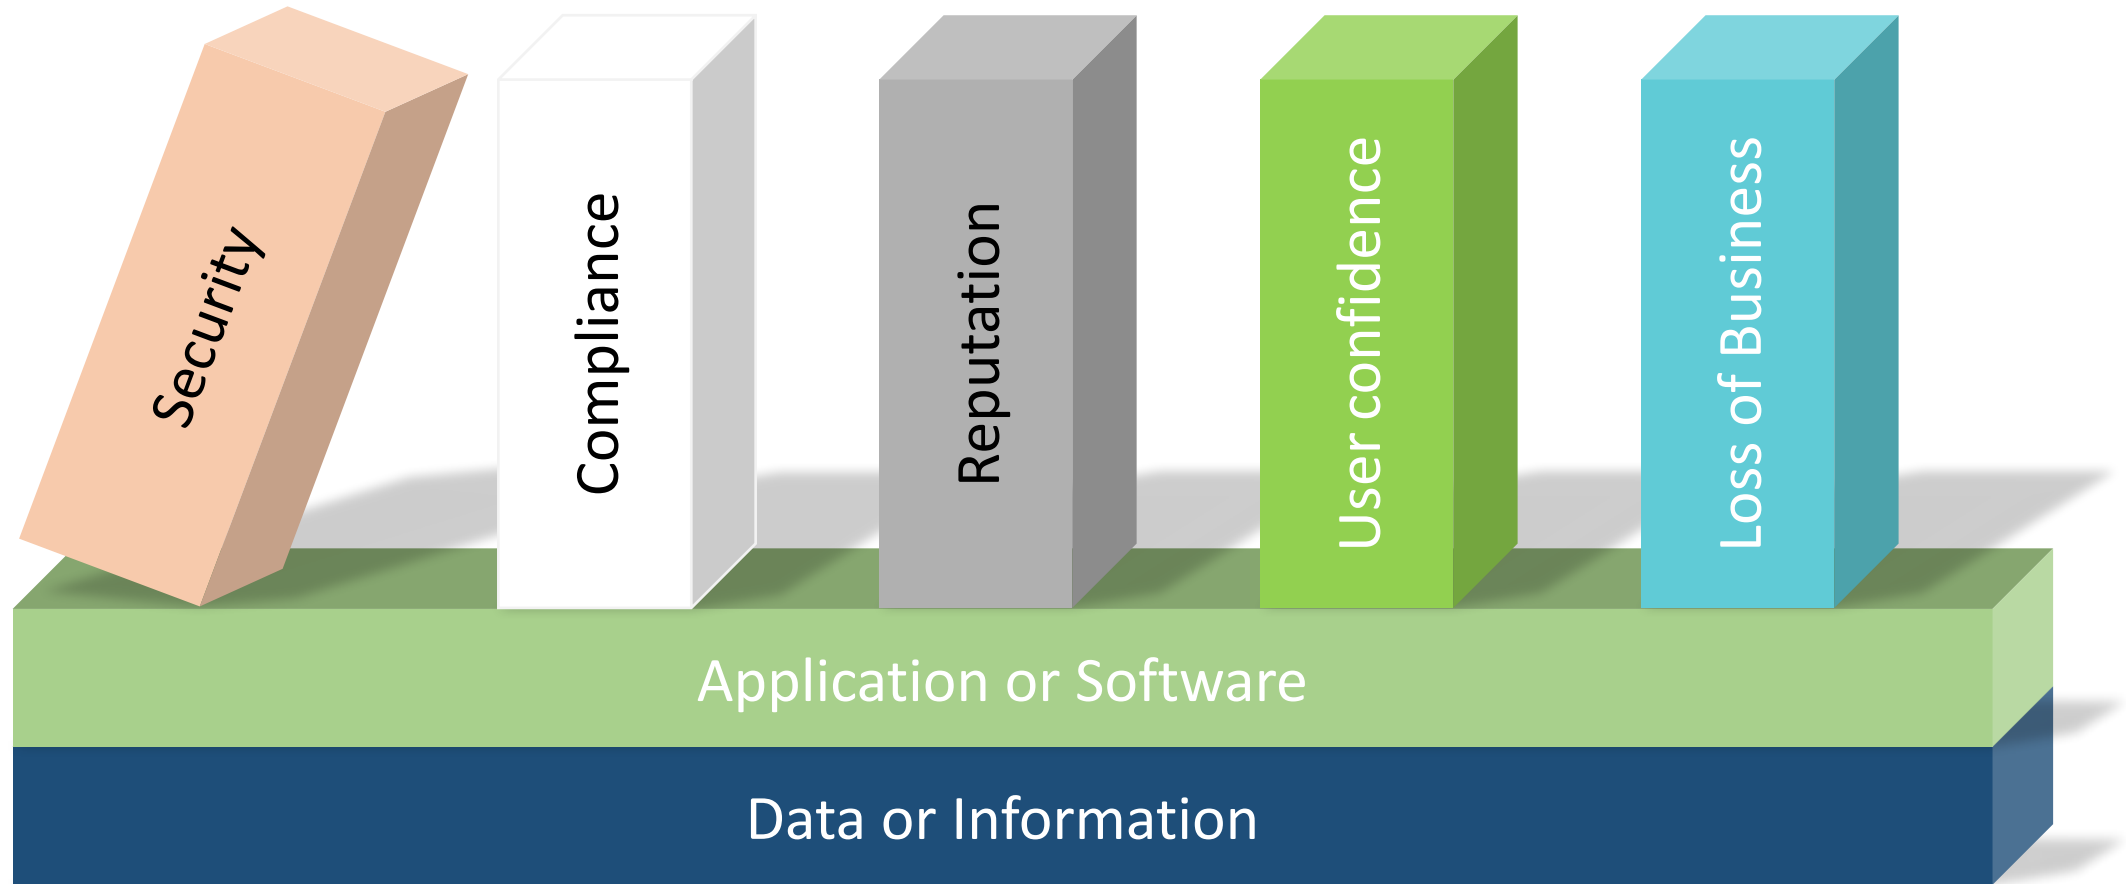 Security
Compliance
Reputation
User confidence
Loss of Business
Application or Software
Data or Information